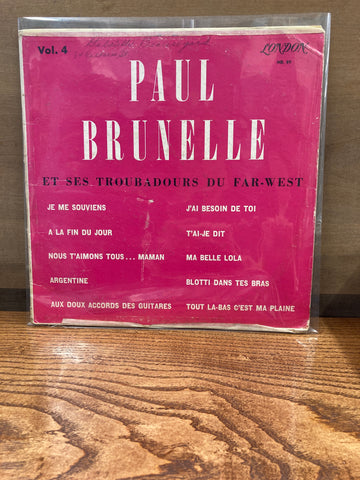 Vol. 4
LONDON
PAUL
BRUNELLE
ET SES TROUBADOURS DU FAR-WEST
JE ME SOUVIENS
A LA FIN DU JOUR
NOUS T'AIMONS TOUS... MAMAN
ARGENTINE
AUX DOUX ACCORDS DES GUITARES
J'AI BESOIN DE TOI
T'AI-JE DIT
MA BELLE LOLA
BLOTTI DANS TES BRAS
TOUT LA-BAS C'EST MA PLAINE